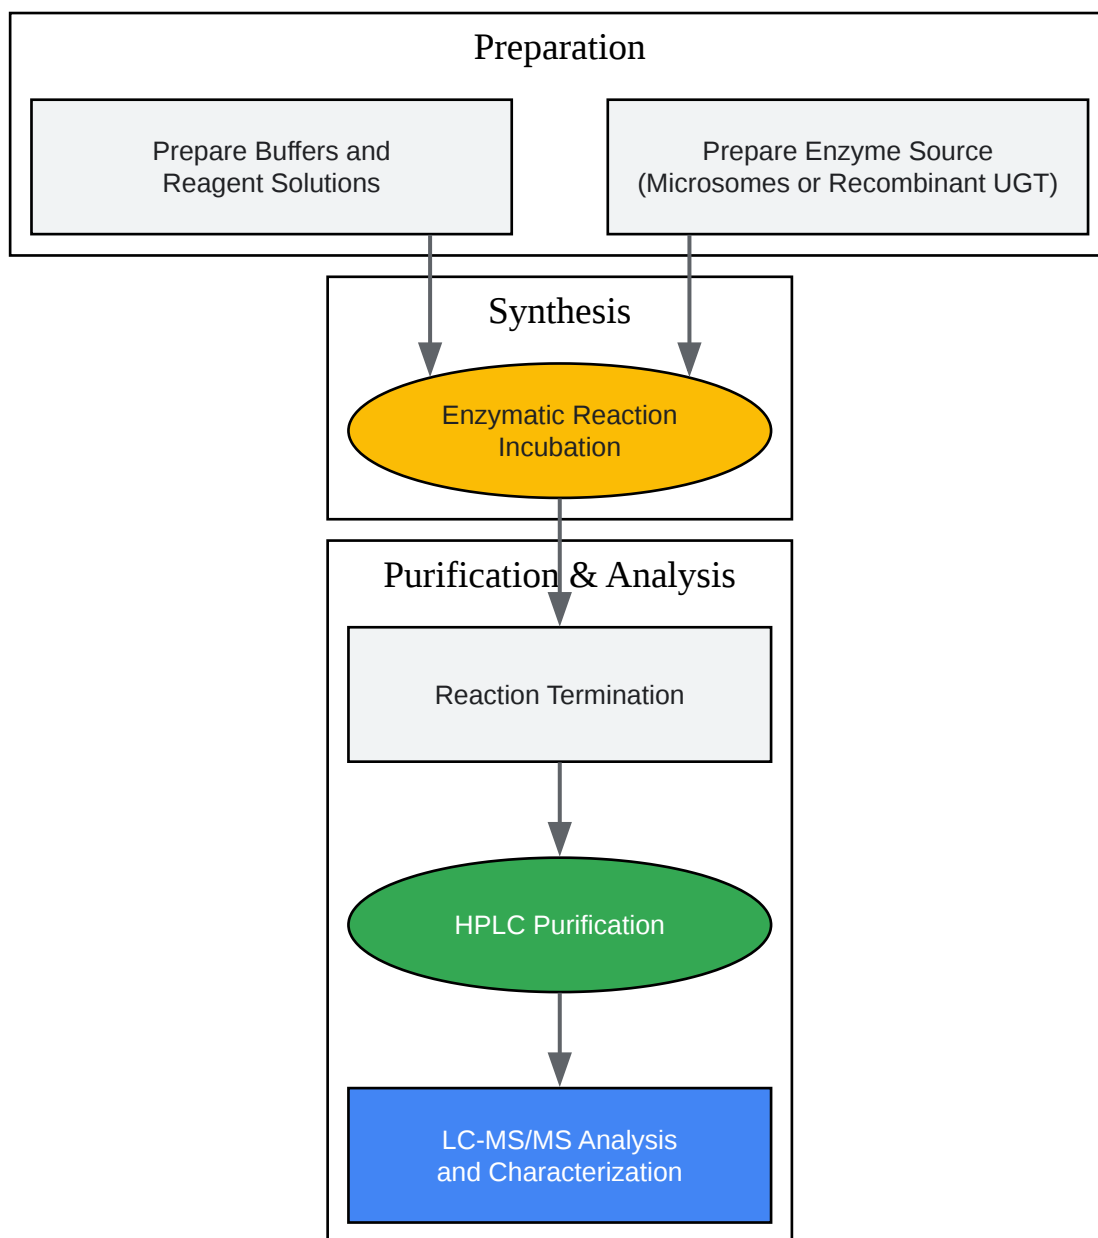 Preparation
Prepare Buffers and
Reagent Solutions
Prepare Enzyme Source
(Microsomes or Recombinant UGT)
Synthesis
Enzymatic Reaction
Incubation
Purification & Analysis
Reaction Termination
HPLC Purification
LC-MS/MS Analysis
and Characterization